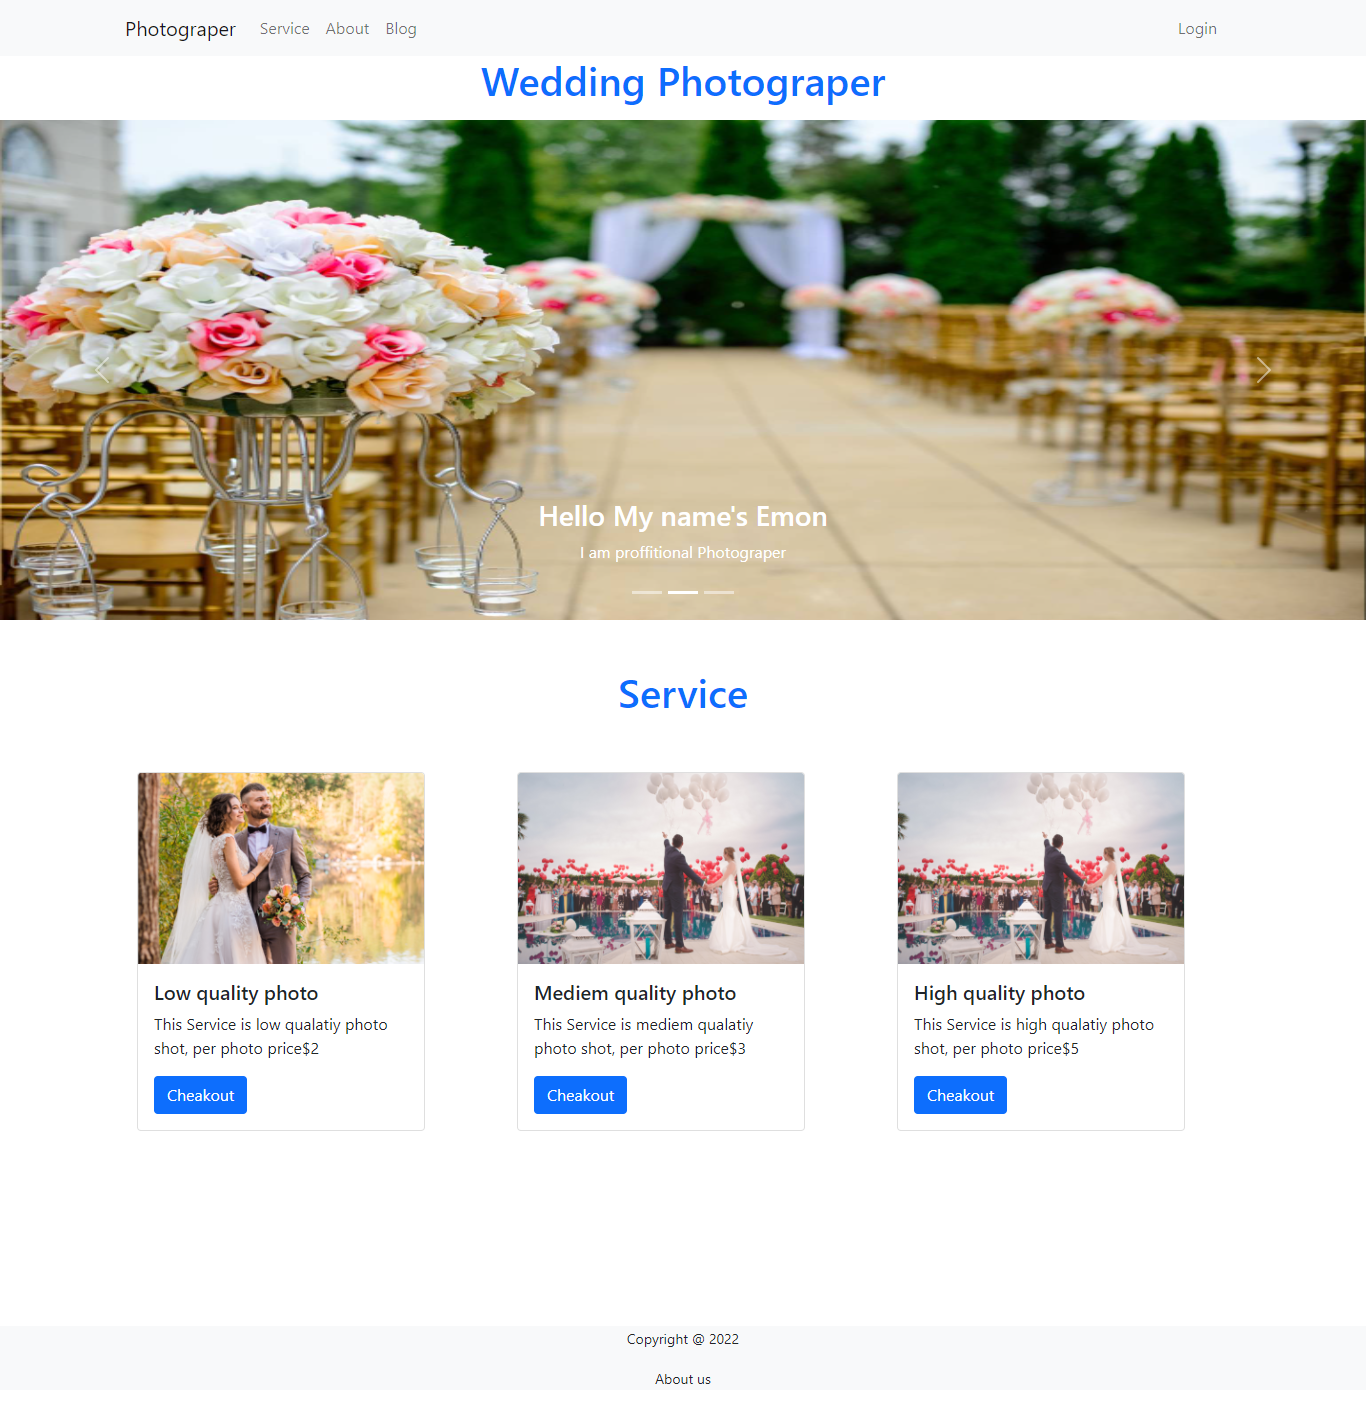 Photograper
Service
About
Blog
Login
Wedding Photograper
Hello My name's Emon
I am proffitional Photograper
Service
Low quality photo
This Service is low qualatiy photo
shot, per photo price$2
Cheakout
Mediem quality photo
This Service is mediem qualatiy
photo shot, per photo price$3
Cheakout
High quality photo
This Service is high qualatiy photo
shot, per photo price$5
Cheakout
Copyright @ 2022
About us